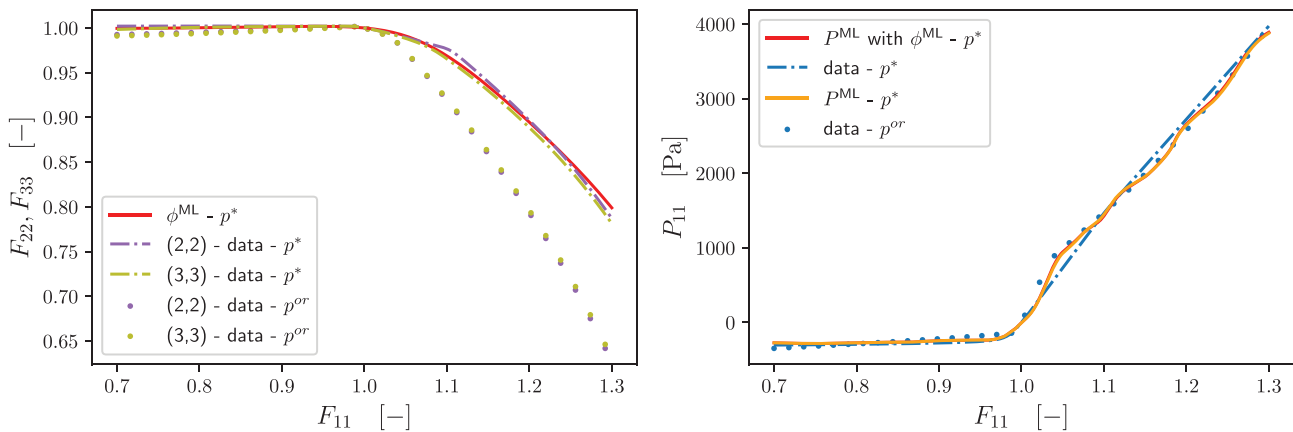 1.00
0.95
0.90
0.85
0.80
0.75
0.70
0.65
F₂₂, F₃₃ [−]
ϕᴹᴸ - p*
(2,2) - data - p*
(3,3) - data - p*
(2,2) - data - pᵒʳ
(3,3) - data - pᵒʳ
0.7 0.8 0.9 1.0 1.1 1.2 1.3
F₁₁ [−]
4000
3000
2000
1000
0
P₁₁ [Pa]
Pᴹᴸ with ϕᴹᴸ - p*
data - p*
Pᴹᴸ - p*
data - pᵒʳ
0.7 0.8 0.9 1.0 1.1 1.2 1.3
F₁₁ [−]